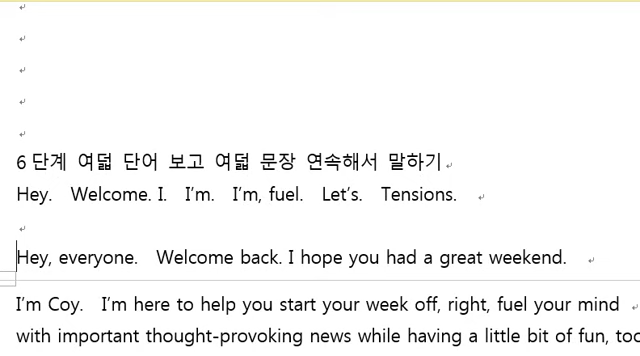 6단계 여덟 단어 보고 여덟 문장 연속해서 말하기
Hey. Welcome. I. I'm. I'm, fuel. Let's. Tensions.
Hey, everyone. Welcome back. I hope you had a great weekend.
I'm Coy. I'm here to help you start your week off, right, fuel your mind
with important thought-provoking news while having a little bit of fun, too